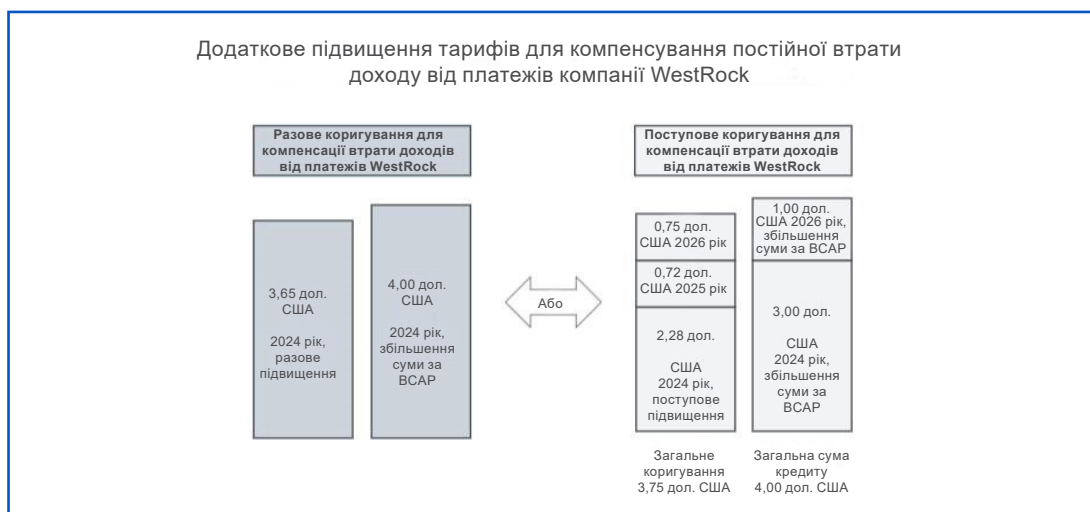 Додаткове підвищення тарифів для компенсування постійної втрати
доходу від платежів компанії WestRock
Разове коригування для
компенсації втрати доходів
від платежів WestRock
3,65 дол.
США
2024 рік,
разове
підвищення
4,00 дол.
США
2024 рік,
збільшення
суми за
BCAP
Або
Поступове коригування для
компенсації втрати доходів
від платежів WestRock
0,75 дол.
США 2026 рік
0,72 дол.
США 2025 рік
2,28 дол.
США
2024 рік,
поступове
підвищення
Загальне
коригування
3,75 дол. США
1,00 дол.
США 2026 рік,
збільшення
суми за BCAP
3,00 дол.
США
2024 рік,
збільшення
суми за
BCAP
Загальна сума
кредиту
4,00 дол. США